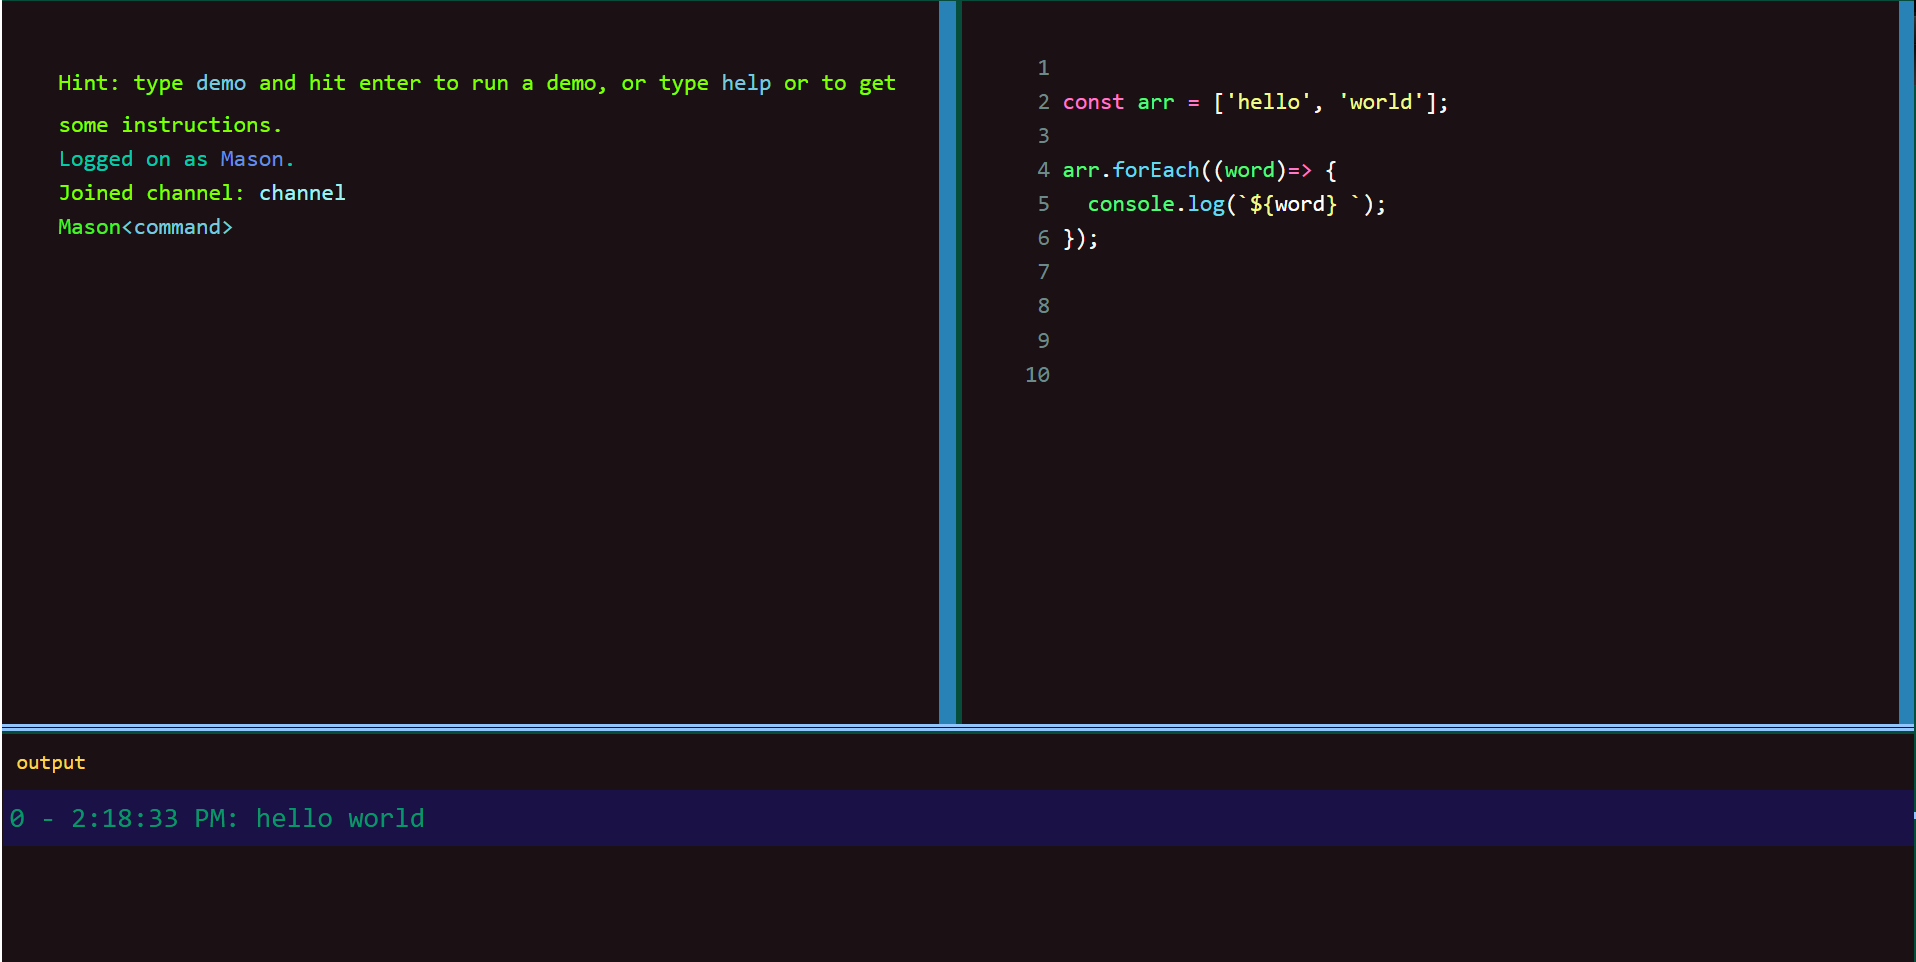 Hint: type demo and hit enter to run a demo, or type help or to get
some instructions.
Logged on as Mason.
Joined channel: channel
Mason<command>
1
2 const arr = ['hello', 'world'];
3
4 arr.forEach((word)=> {
5   console.log(`${word} `);
6 });
7
8
9
10
output
0 - 2:18:33 PM: hello world